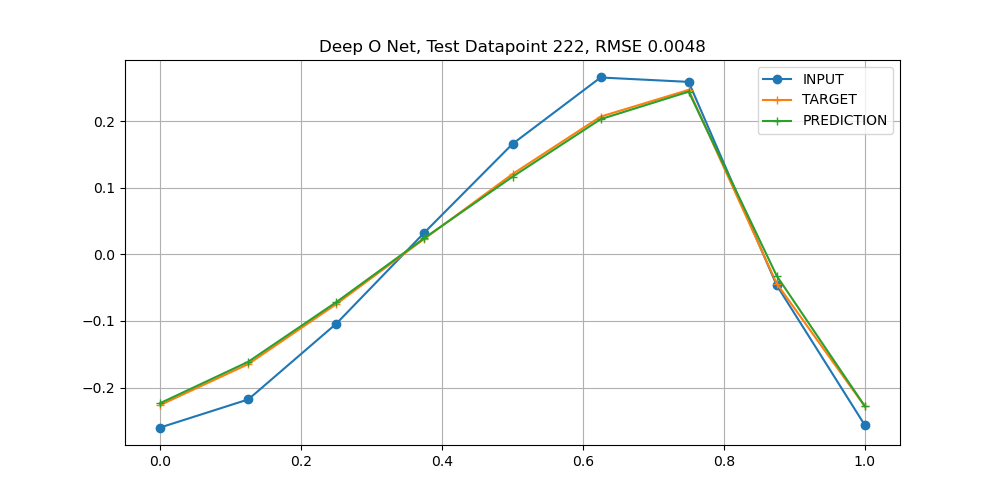 Deep O Net, Test Datapoint 222, RMSE 0.0048
INPUT
TARGET
PREDICTION
0.2
0.1
0.0
−0.1
−0.2
0.0 0.2 0.4 0.6 0.8 1.0